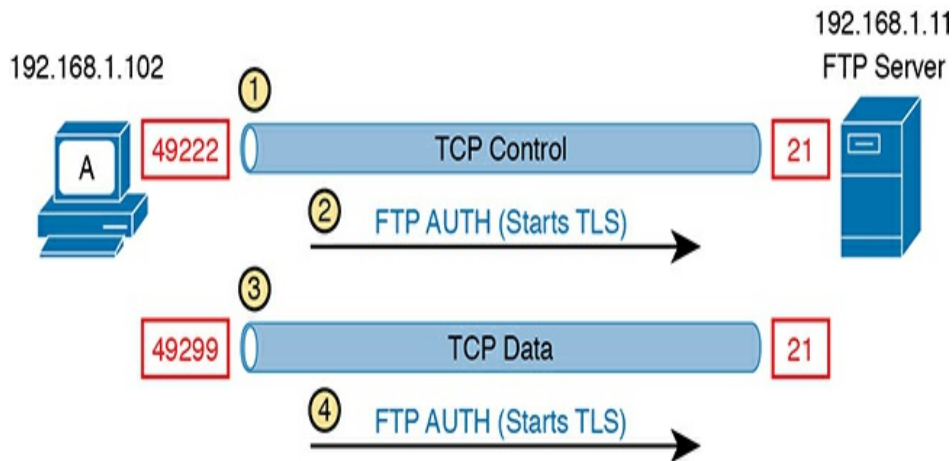 192.168.1.11
FTP Server
192.168.1.102
1
49222
TCP Control
21
A
2
FTP AUTH (Starts TLS)
3
49299
TCP Data
21
4
FTP AUTH (Starts TLS)